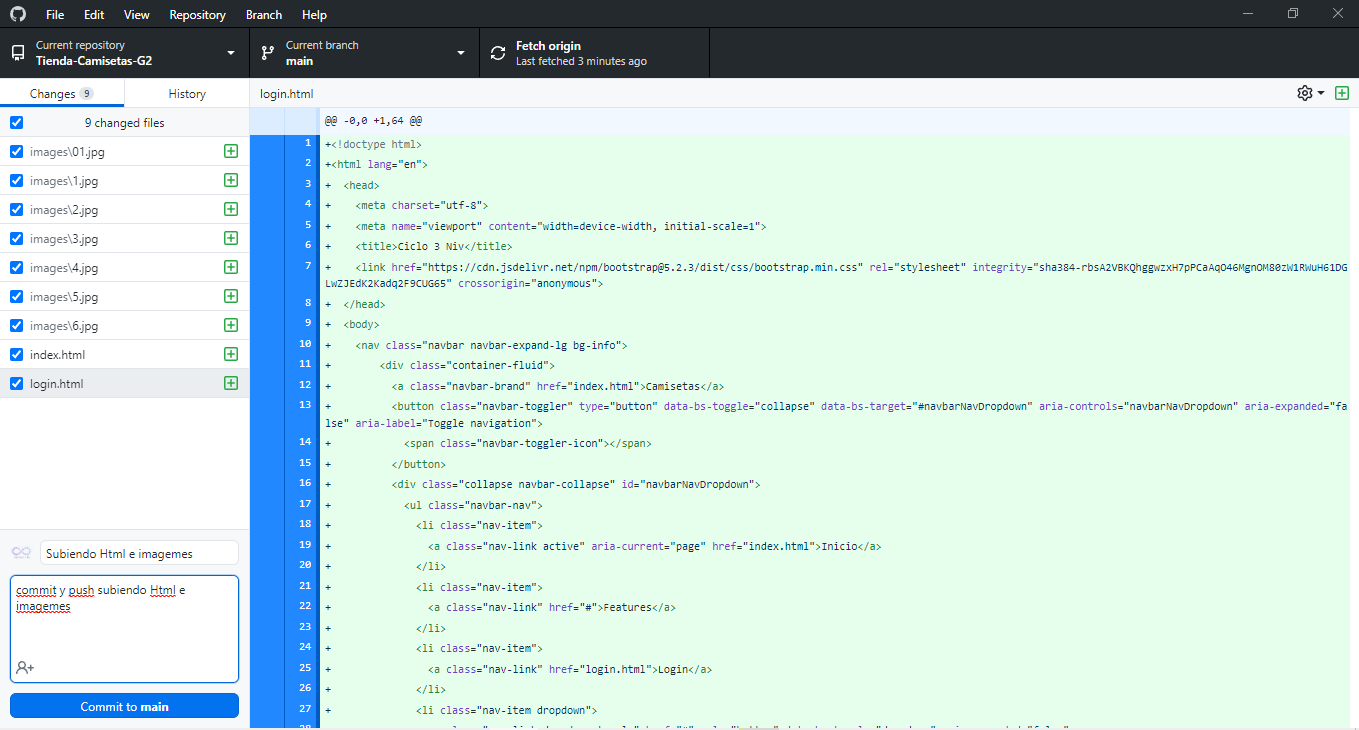 File Edit View Repository Branch Help
Current repository
Tienda-Camisetas-G2
Current branch
main
Fetch origin
Last fetched 3 minutes ago
Changes 9 History
login.html
9 changed files
images\01.jpg
images\1.jpg
images\2.jpg
images\3.jpg
images\4.jpg
images\5.jpg
images\6.jpg
index.html
login.html
Subiendo Html e imagemes
commit y push subiendo Html e
imagemes
Commit to main
@@ -0,0 +1,64 @@
1 +<!doctype html>
2 +<html lang="en">
3 + <head>
4 + <meta charset="utf-8">
5 + <meta name="viewport" content="width=device-width, initial-scale=1">
6 + <title>Ciclo 3 Niv</title>
7 + <link href="https://cdn.jsdelivr.net/npm/bootstrap@5.2.3/dist/css/bootstrap.min.css" rel="stylesheet" integrity="sha384-rbsA2VBKQhggwzxH7pPCaAqO46MgnOM80zW1RWuH61DG
LwZJEdK2Kadq2F9CUG65" crossorigin="anonymous">
8 + </head>
9 + <body>
10 + <nav class="navbar navbar-expand-lg bg-info">
11 + <div class="container-fluid">
12 + <a class="navbar-brand" href="index.html">Camisetas</a>
13 + <button class="navbar-toggler" type="button" data-bs-toggle="collapse" data-bs-target="#navbarNavDropdown" aria-controls="navbarNavDropdown" aria-expanded="fa
lse" aria-label="Toggle navigation">
14 + <span class="navbar-toggler-icon"></span>
15 + </button>
16 + <div class="collapse navbar-collapse" id="navbarNavDropdown">
17 + <ul class="navbar-nav">
18 + <li class="nav-item">
19 + <a class="nav-link active" aria-current="page" href="index.html">Inicio</a>
20 + </li>
21 + <li class="nav-item">
22 + <a class="nav-link" href="#">Features</a>
23 + </li>
24 + <li class="nav-item">
25 + <a class="nav-link" href="login.html">Login</a>
26 + </li>
27 + <li class="nav-item dropdown">